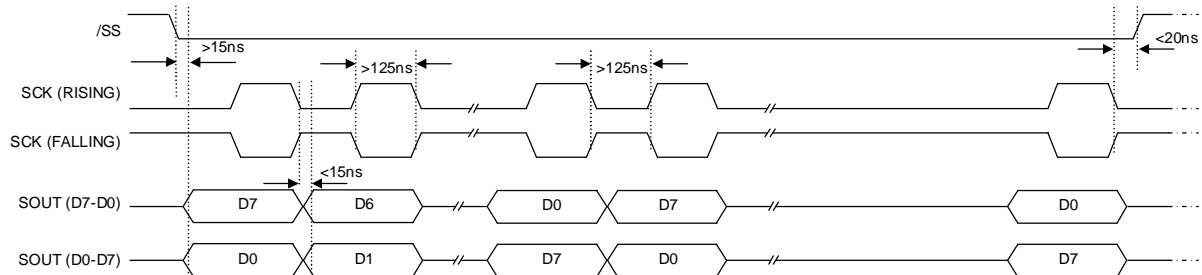 /SS
>15ns
<20ns
>125ns
>125ns
SCK (RISING)
SCK (FALLING)
<15ns
SOUT (D7-D0)
D7
D6
D0
D7
D0
SOUT (D0-D7)
D0
D1
D7
D0
D7